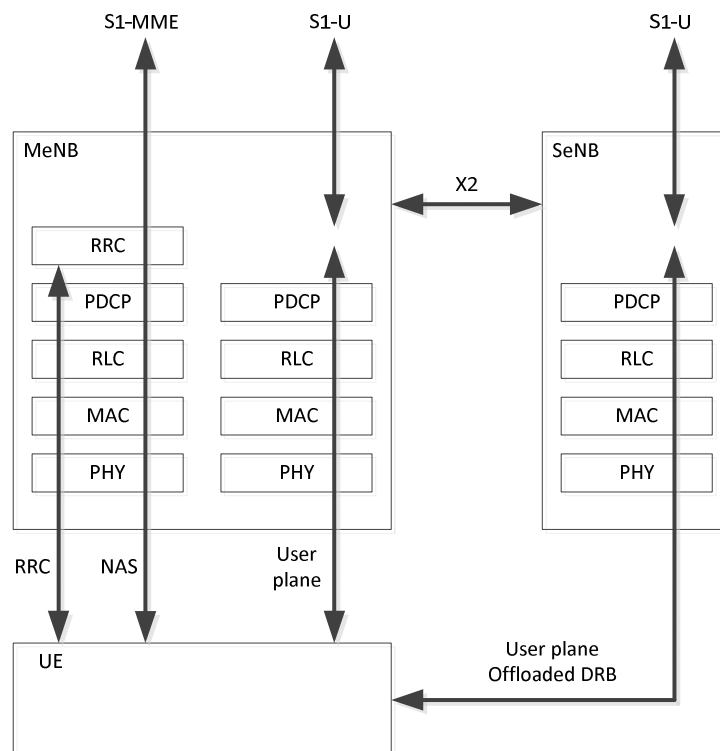 S1-MME
S1-U
S1-U
MeNB
SeNB
X2
RRC
PDCP
PDCP
PDCP
RLC
RLC
RLC
MAC
MAC
MAC
PHY
PHY
PHY
RRC
NAS
User
plane
UE
User plane
Offloaded DRB